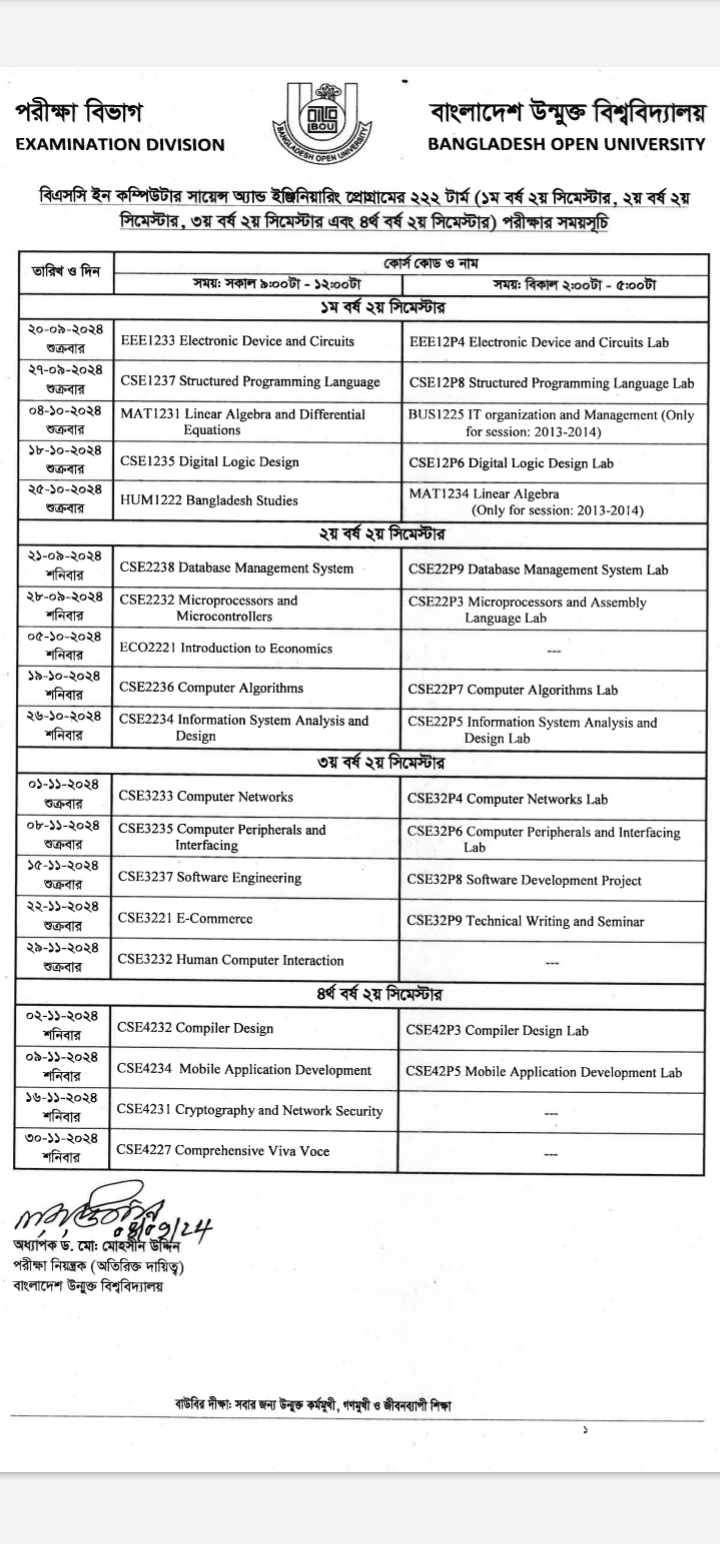 পরীক্ষা বিভাগ
EXAMINATION DIVISION
BOU
BANGLADESH OPEN UNIVERSITY
বাংলাদেশ উন্মুক্ত বিশ্ববিদ্যালয়
BANGLADESH OPEN UNIVERSITY
বিএসসি ইন কম্পিউটার সায়েন্স অ্যান্ড ইঞ্জিনিয়ারিং প্রোগ্রামের ২২২ টার্ম (১ম বর্ষ ২য় সিমেস্টার, ২য় বর্ষ ২য়
সিমেস্টার, ৩য় বর্ষ ২য় সিমেস্টার এবং ৪র্থ বর্ষ ২য় সিমেস্টার) পরীক্ষার সময়সূচি
তারিখ ও দিন
কোর্স কোড ও নাম
সময়: সকাল ৯:০০টা - ১২:০০টা
সময়: বিকাল ২:০০টা - ৫:০০টা
১ম বর্ষ ২য় সিমেস্টার
২০-০৯-২০২৪
শুক্রবার
EEE1233 Electronic Device and Circuits
EEE12P4 Electronic Device and Circuits Lab
২৭-০৯-২০২৪
শুক্রবার
CSE1237 Structured Programming Language
CSE12P8 Structured Programming Language Lab
০৪-১০-২০২৪
শুক্রবার
MAT1231 Linear Algebra and Differential
Equations
BUS1225 IT organization and Management (Only
for session: 2013-2014)
১৮-১০-২০২৪
শুক্রবার
CSE1235 Digital Logic Design
CSE12P6 Digital Logic Design Lab
২৫-১০-২০২৪
শুক্রবার
HUM1222 Bangladesh Studies
MAT1234 Linear Algebra
(Only for session: 2013-2014)
২য় বর্ষ ২য় সিমেস্টার
২১-০৯-২০২৪
শনিবার
CSE2238 Database Management System
CSE22P9 Database Management System Lab
২৮-০৯-২০২৪
শনিবার
CSE2232 Microprocessors and
Microcontrollers
CSE22P3 Microprocessors and Assembly
Language Lab
০৫-১০-২০২৪
শনিবার
ECO2221 Introduction to Economics
---
১৯-১০-২০২৪
শনিবার
CSE2236 Computer Algorithms
CSE22P7 Computer Algorithms Lab
২৬-১০-২০২৪
শনিবার
CSE2234 Information System Analysis and
Design
CSE22P5 Information System Analysis and
Design Lab
৩য় বর্ষ ২য় সিমেস্টার
০১-১১-২০২৪
শুক্রবার
CSE3233 Computer Networks
CSE32P4 Computer Networks Lab
০৮-১১-২০২৪
শুক্রবার
CSE3235 Computer Peripherals and
Interfacing
CSE32P6 Computer Peripherals and Interfacing
Lab
১৫-১১-২০২৪
শুক্রবার
CSE3237 Software Engineering
CSE32P8 Software Development Project
২২-১১-২০২৪
শুক্রবার
CSE3221 E-Commerce
CSE32P9 Technical Writing and Seminar
২৯-১১-২০২৪
শুক্রবার
CSE3232 Human Computer Interaction
---
৪র্থ বর্ষ ২য় সিমেস্টার
০২-১১-২০২৪
শনিবার
CSE4232 Compiler Design
CSE42P3 Compiler Design Lab
০৯-১১-২০২৪
শনিবার
CSE4234 Mobile Application Development
CSE42P5 Mobile Application Development Lab
১৬-১১-২০২৪
শনিবার
CSE4231 Cryptography and Network Security
---
৩০-১১-২০২৪
শনিবার
CSE4227 Comprehensive Viva Voce
---
অধ্যাপক ড. মো: মোহসীন উদ্দিন
পরীক্ষা নিয়ন্ত্রক (অতিরিক্ত দায়িত্ব)
বাংলাদেশ উন্মুক্ত বিশ্ববিদ্যালয়
বাউবির দীক্ষা: সবার জন্য উন্মুক্ত কর্মমুখী, গণমুখী ও জীবনব্যাপী শিক্ষা
১